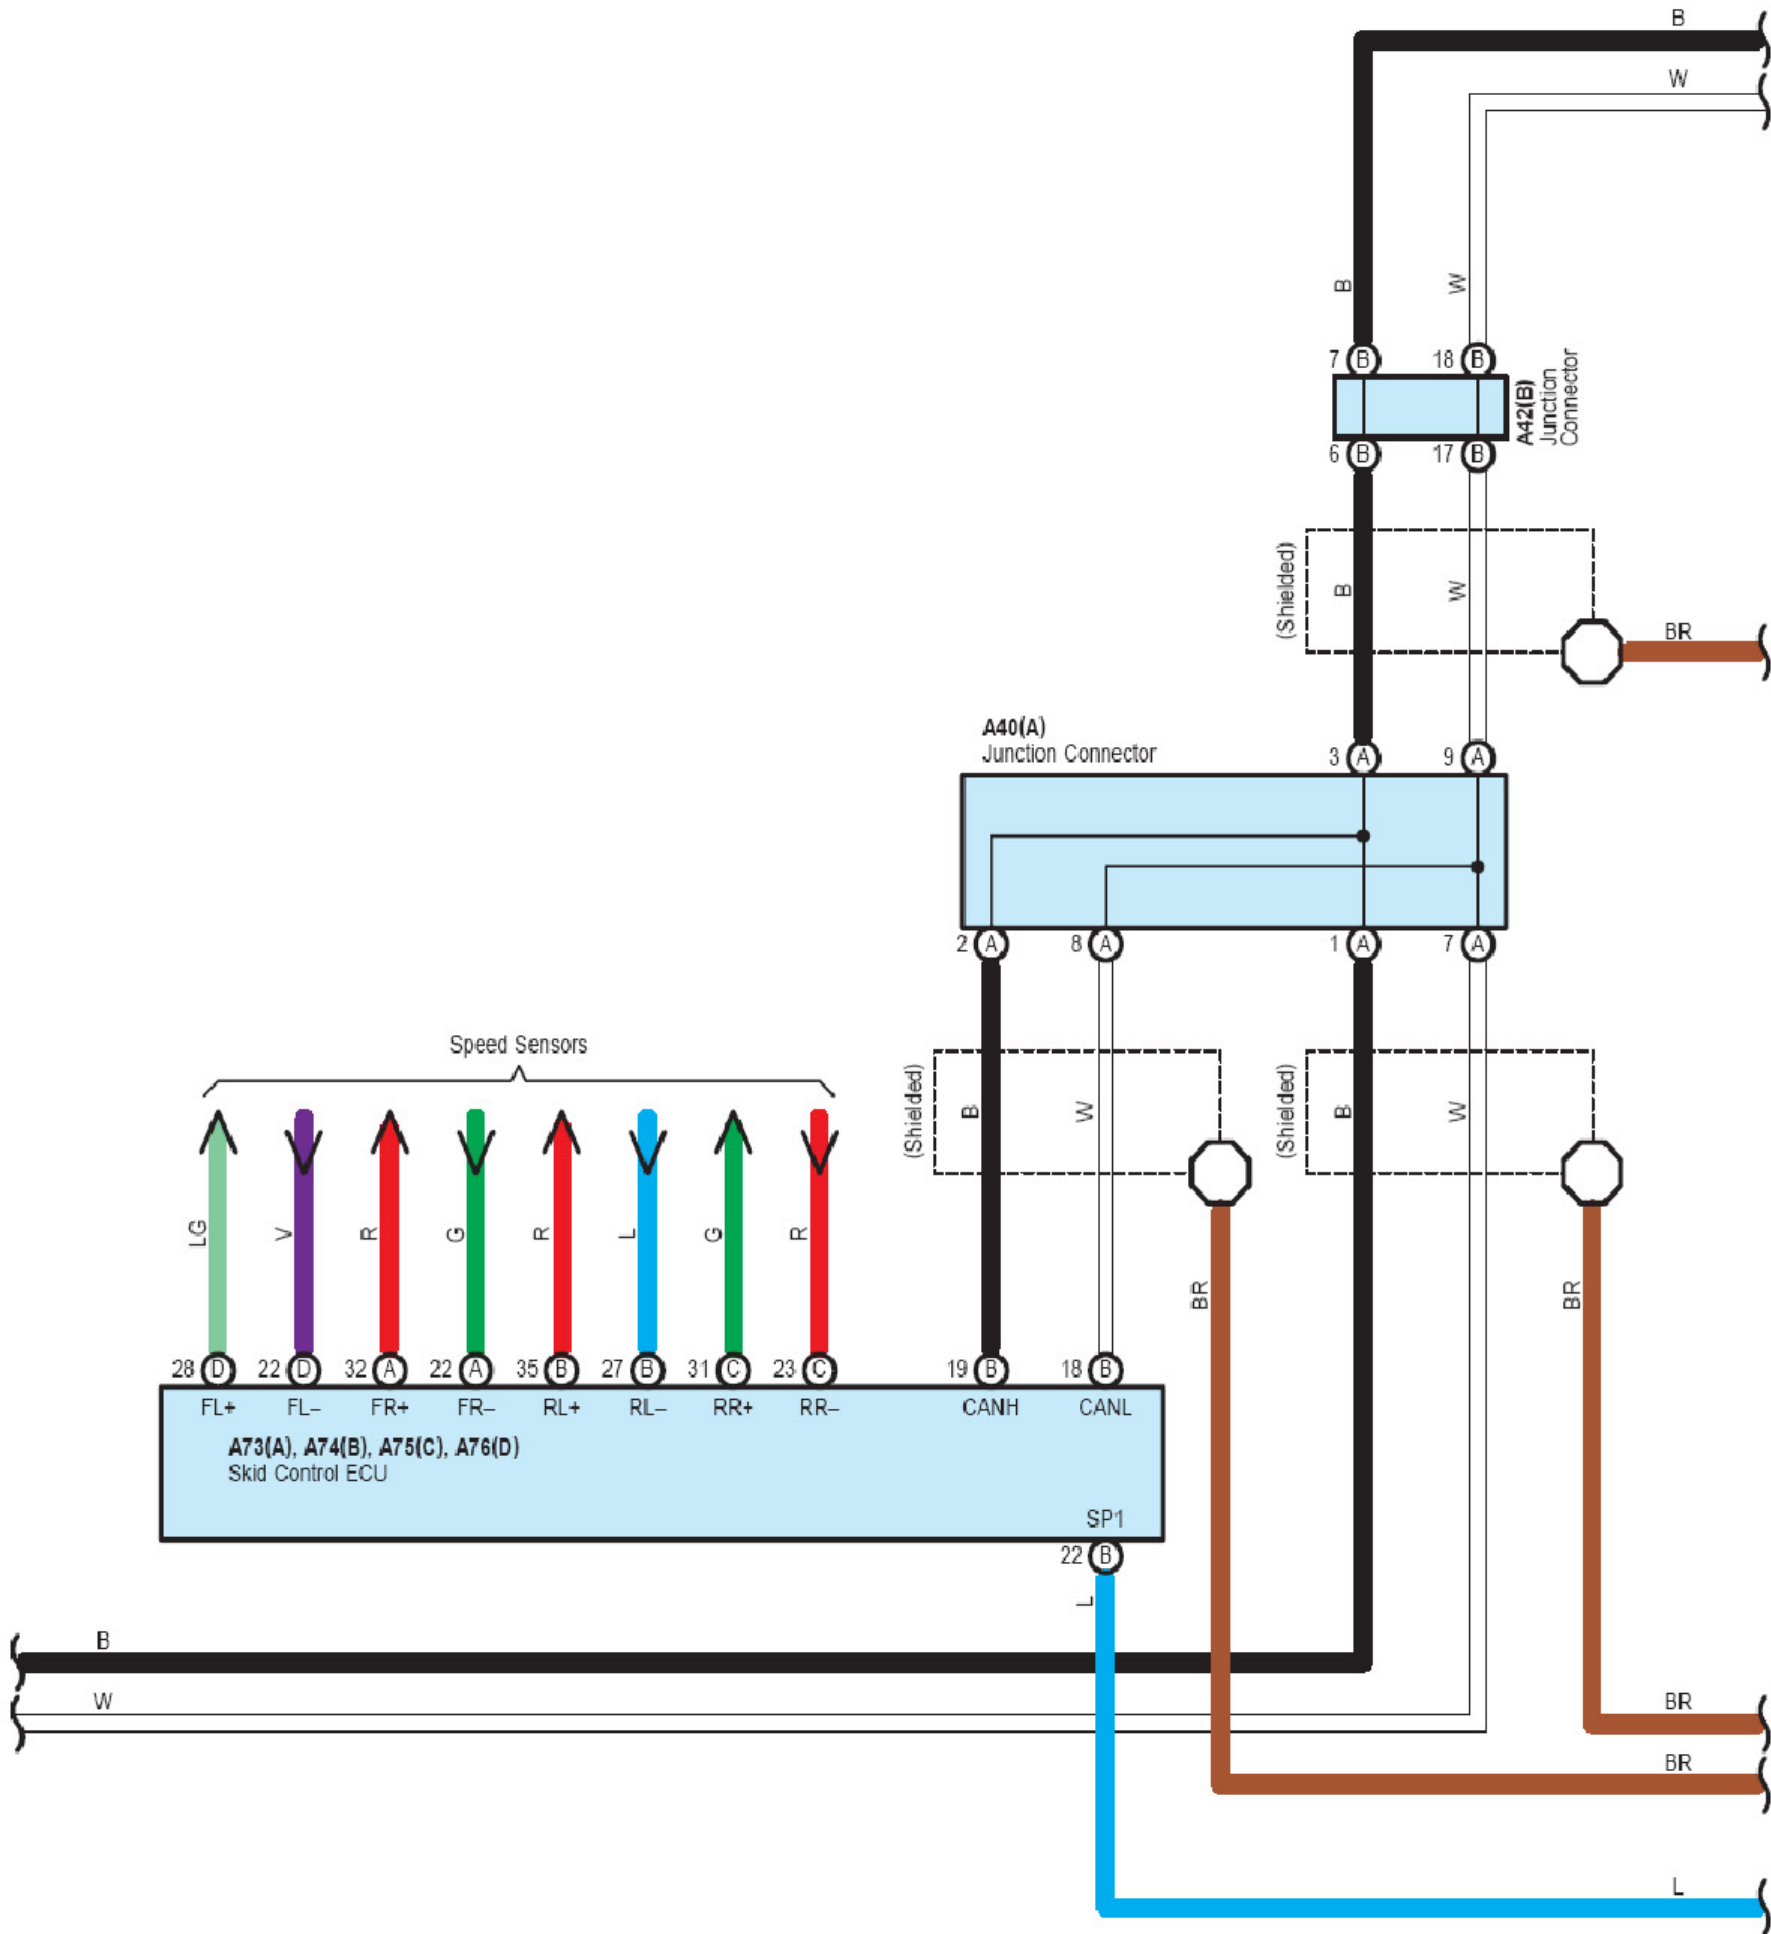 B
W
B
W
7 B
18 B
A42(B)
Junction
Connector
6 B
17 B
(Shielded)
B
W
BR
A40(A)
Junction Connector
3 A
9 A
2 A
8 A
1 A
7 A
Speed Sensors
(Shielded)
B
W
(Shielded)
B
W
LG
V
R
G
R
L
G
R
BR
BR
28 D
22 D
32 A
22 A
35 B
27 B
31 C
23 C
19 B
18 B
FL+
FL–
FR+
FR–
RL+
RL–
RR+
RR–
CANH
CANL
A73(A), A74(B), A75(C), A76(D)
Skid Control ECU
SP1
22 B
L
B
W
BR
BR
L